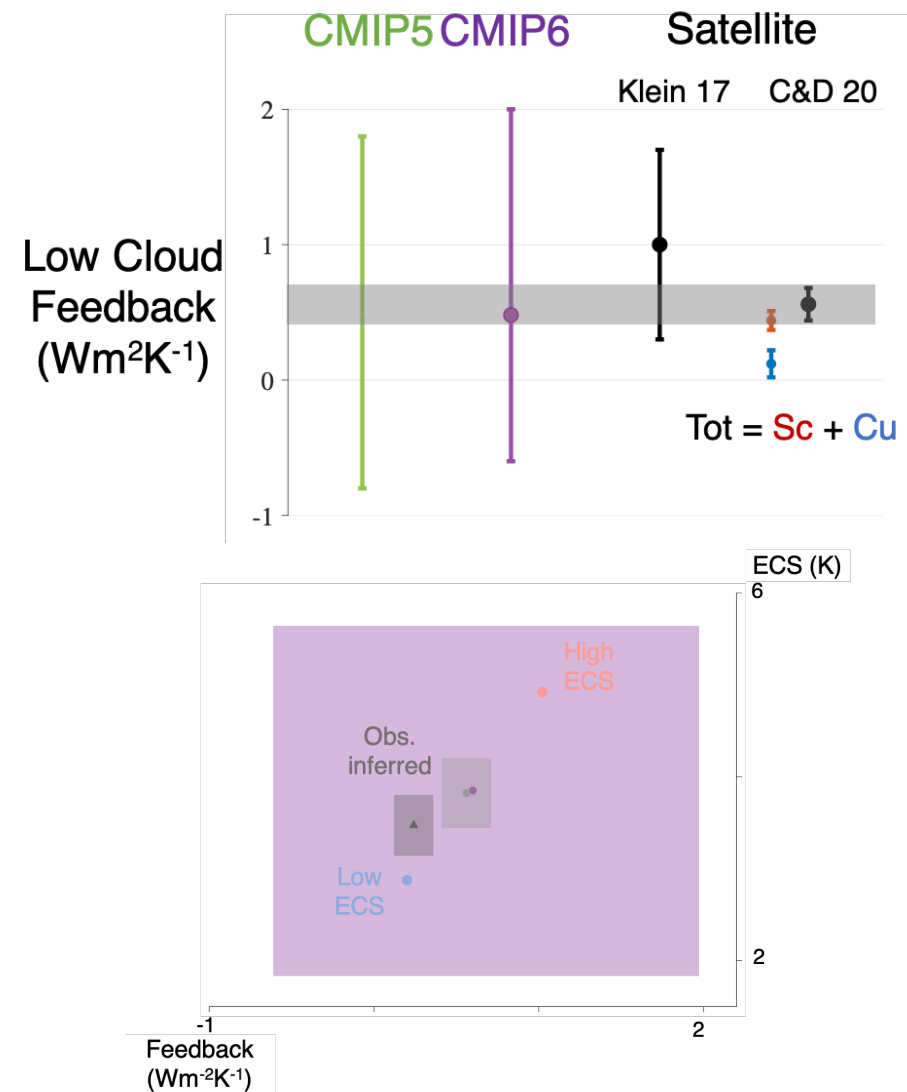 CMIP5 CMIP6 Satellite
Klein 17 C&D 20
2
1
0
-1
Low Cloud
Feedback
(Wm²K⁻¹)
Tot = Sc + Cu
ECS (K)
6
High
ECS
Obs.
inferred
Low
ECS
2
-1
2
Feedback
(Wm⁻²K⁻¹)